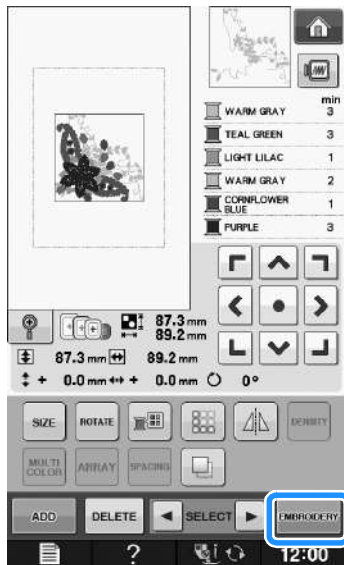 min
WARM GRAY 3
TEAL GREEN 3
LIGHT LILAC 1
WARM GRAY 2
CORNFLOWER
BLUE 1
PURPLE 3
87.3 mm
89.2 mm
87.3 mm 89.2 mm
+ 0.0 mm + 0.0 mm 0°
SIZE ROTATE DENSITY
MULTI
COLOR ARRAY SPACING
ADD DELETE SELECT EMBROIDERY
? 12:00